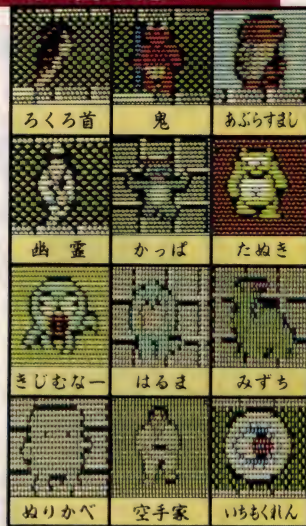 ろくろ首
鬼
あぶらすまし
幽霊
かっぱ
たぬき
きじむなー
はるま
みずち
ぬりかべ
空手家
いちもくれん